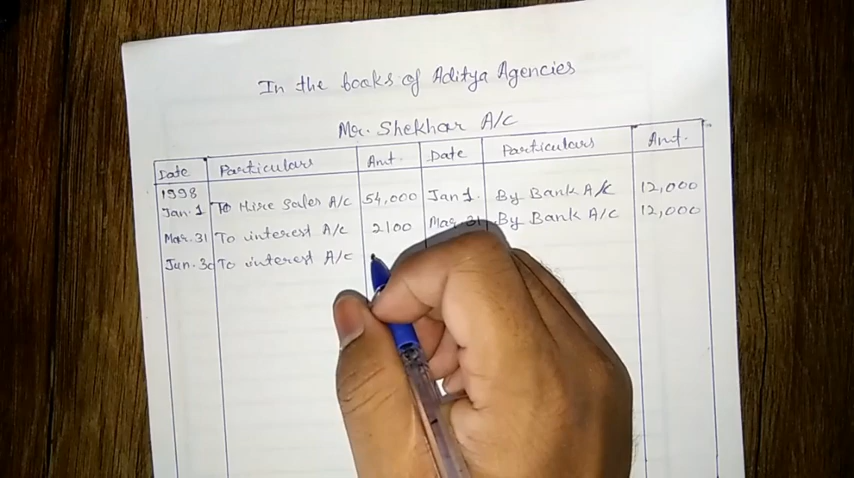 In the books of Aditya Agencies
Mr. Shekhar A/C
Date Particulars Amt. Date Particulars Amt.
1998
Jan. 1 To Hire sales A/c 54,000 Jan 1. By Bank A/c 12,000
Mar. 31 To interest A/c 2100 Mar. 31 By Bank A/c 12,000
Jun. 30 To interest A/c